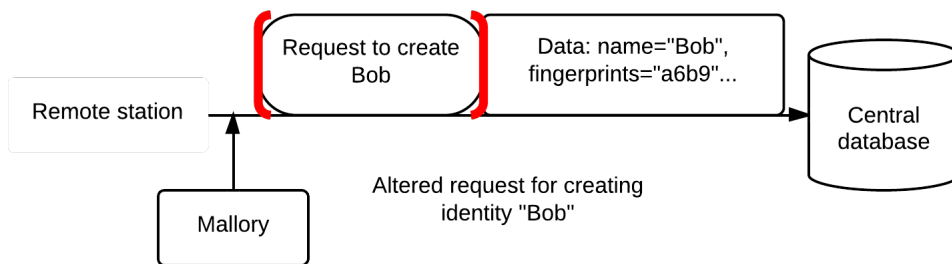 Request to create
Bob
Data: name="Bob",
fingerprints="a6b9"...
Remote station
Central
database
Mallory
Altered request for creating
identity "Bob"